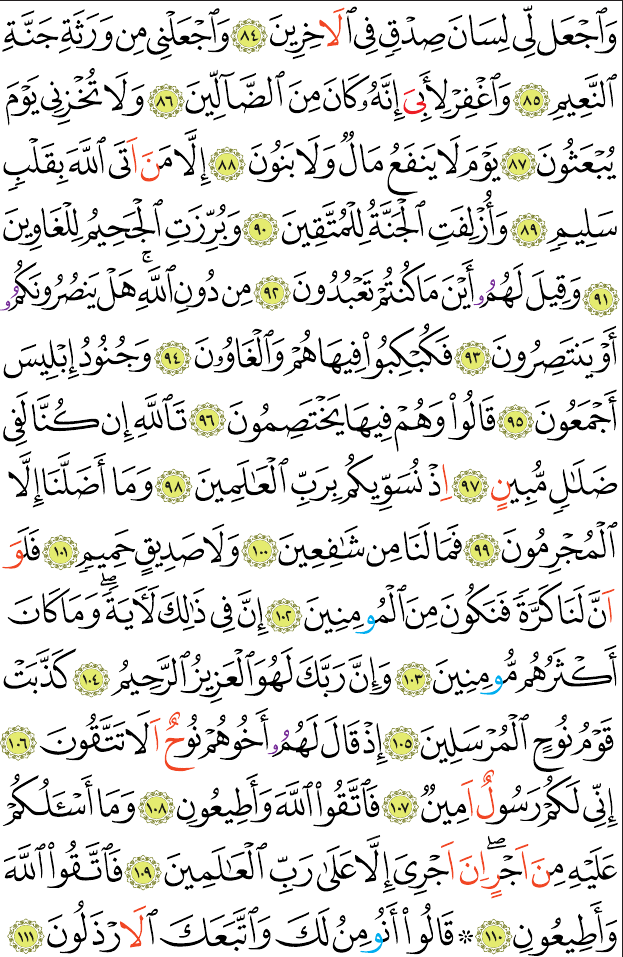 وَٱجۡعَل لِّي لِسَانَ صِدۡقٖ فِي ٱلَاخِرِينَ ٨٤ وَٱجۡعَلۡنِي مِن وَرَثَةِ جَنَّةِ
ٱلنَّعِيمِ ٨٥ وَٱغۡفِرۡ لِأَبِيَ إِنَّهُۥ كَانَ مِنَ ٱلضَّآلِّينَ ٨٦ وَلَا تُخۡزِنِي يَوۡمَ
يُبۡعَثُونَ ٨٧ يَوۡمَ لَا يَنفَعُ مَالٞ وَلَا بَنُونَ ٨٨ إِلَّا مَنَ اَتَى ٱللَّهَ بِقَلۡبٖ
سَلِيمٖ ٨٩ وَأُزۡلِفَتِ ٱلۡجَنَّةُ لِلۡمُتَّقِينَ ٩٠ وَبُرِّزَتِ ٱلۡجَحِيمُ لِلۡغَاوِينَ
٩١ وَقِيلَ لَهُمُۥ أَيۡنَ مَا كُنتُمۡ تَعۡبُدُونَ ٩٢ مِن دُونِ ٱللَّهِۚ هَلۡ يَنصُرُونَكُمُۥ
أَوۡ يَنتَصِرُونَ ٩٣ فَكُبۡكِبُواْ فِيهَا هُمۡ وَٱلۡغَاوُۥنَ ٩٤ وَجُنُودُ إِبۡلِيسَ
أَجۡمَعُونَ ٩٥ قَالُواْ وَهُمۡ فِيهَا يَخۡتَصِمُونَ ٩٦ تَٱللَّهِ إِن كُنَّا لَفِي
ضَلَٰلٖ مُّبِينٍ ٩٧ اِذۡ نُسَوِّيكُم بِرَبِّ ٱلۡعَٰلَمِينَ ٩٨ وَمَا أَضَلَّنَا إِلَّا
ٱلۡمُجۡرِمُونَ ٩٩ فَمَا لَنَا مِن شَٰفِعِينَ ١٠٠ وَلَا صَدِيقٍ حَمِيمٖ ١٠١ فَلَوَ
اَنَّ لَنَا كَرَّةٗ فَنَكُونَ مِنَ ٱلۡمُومِنِينَ ١٠٢ إِنَّ فِي ذَٰلِكَ لَأٓيَةٗۖ وَمَا كَانَ
أَكۡثَرُهُم مُّومِنِينَ ١٠٣ وَإِنَّ رَبَّكَ لَهُوَ ٱلۡعَزِيزُ ٱلرَّحِيمُ ١٠٤ كَذَّبَتۡ
قَوۡمُ نُوحٍ ٱلۡمُرۡسَلِينَ ١٠٥ إِذۡ قَالَ لَهُمُۥ أَخُوهُمۡ نُوحٌ اَلَا تَتَّقُونَ ١٠٦
إِنِّي لَكُمۡ رَسُولٌ اَمِينٞ ١٠٧ فَٱتَّقُواْ ٱللَّهَ وَأَطِيعُونِ ١٠٨ وَمَا أَسۡـَٔلُكُمۡ
عَلَيۡهِ مِنَ اَجۡرٍۖ اِنَ اَجۡرِيَ إِلَّا عَلَىٰ رَبِّ ٱلۡعَٰلَمِينَ ١٠٩ فَٱتَّقُواْ ٱللَّهَ
وَأَطِيعُونِ ١١٠ ۞ قَالُواْ أَنُومِنُ لَكَ وَٱتَّبَعَكَ ٱلَارۡذَلُونَ ١١١